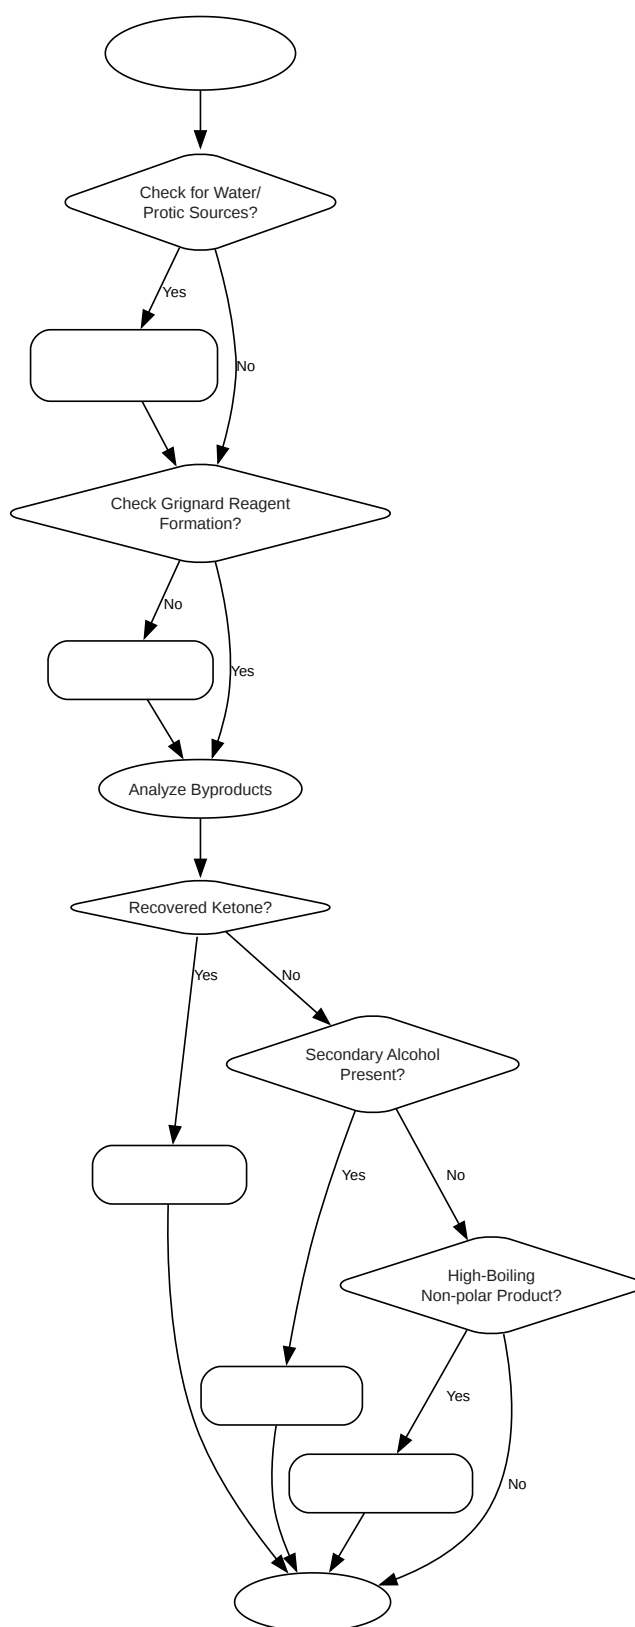 Check for Water/
Protic Sources?
Yes
No
Check Grignard Reagent
Formation?
No
Yes
Analyze Byproducts
Recovered Ketone?
Yes
No
Secondary Alcohol
Present?
Yes
No
High-Boiling
Non-polar Product?
Yes
No